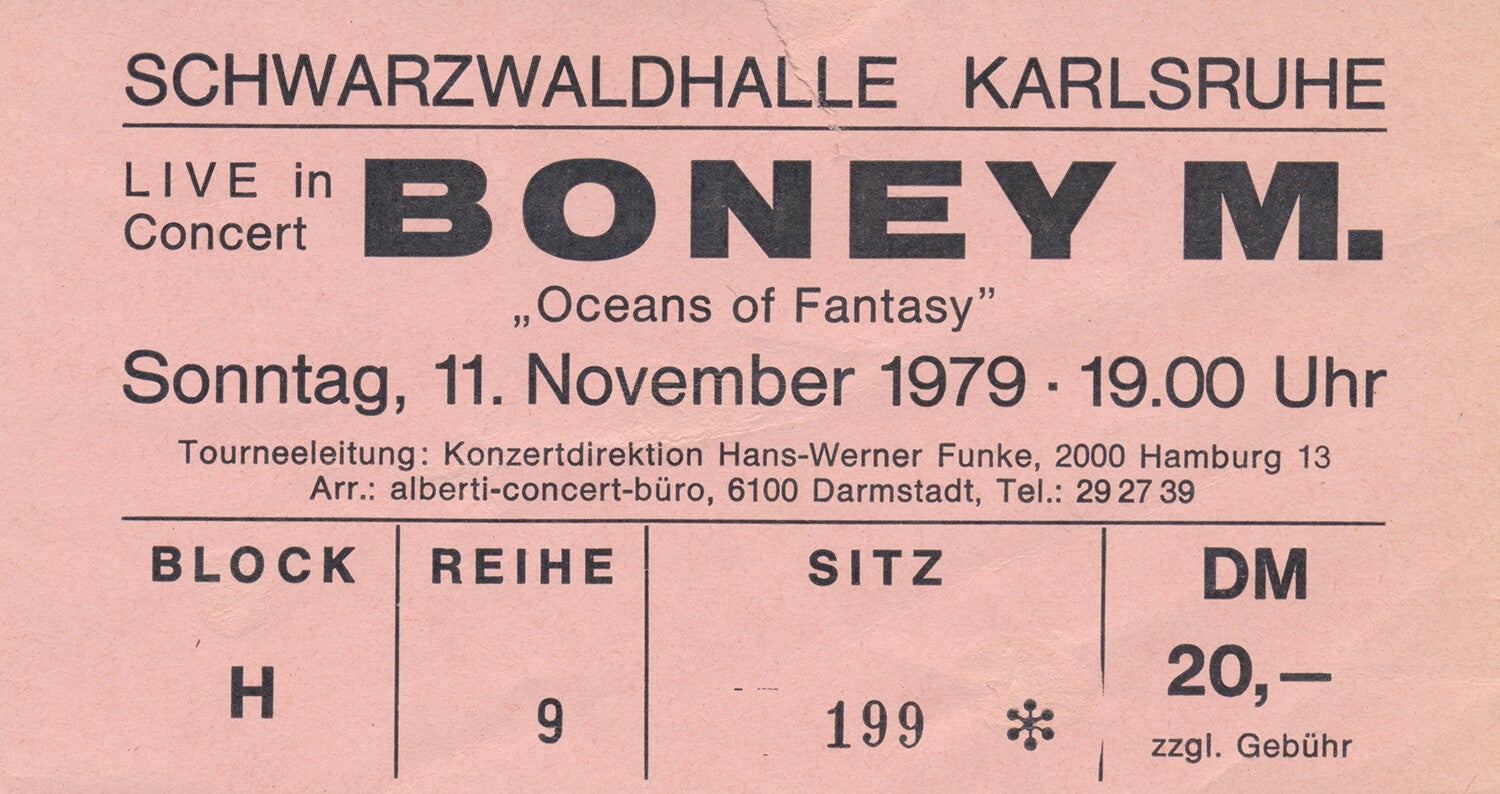 SCHWARZWALDHALLE KARLSRUHE
LIVE in
Concert
BONEY M.
„Oceans of Fantasy”
Sonntag, 11. November 1979 · 19.00 Uhr
Tourneeleitung: Konzertdirektion Hans-Werner Funke, 2000 Hamburg 13
Arr.: alberti-concert-büro, 6100 Darmstadt, Tel.: 29 27 39
BLOCK REIHE SITZ DM
H 9 199 20,—
zzgl. Gebühr